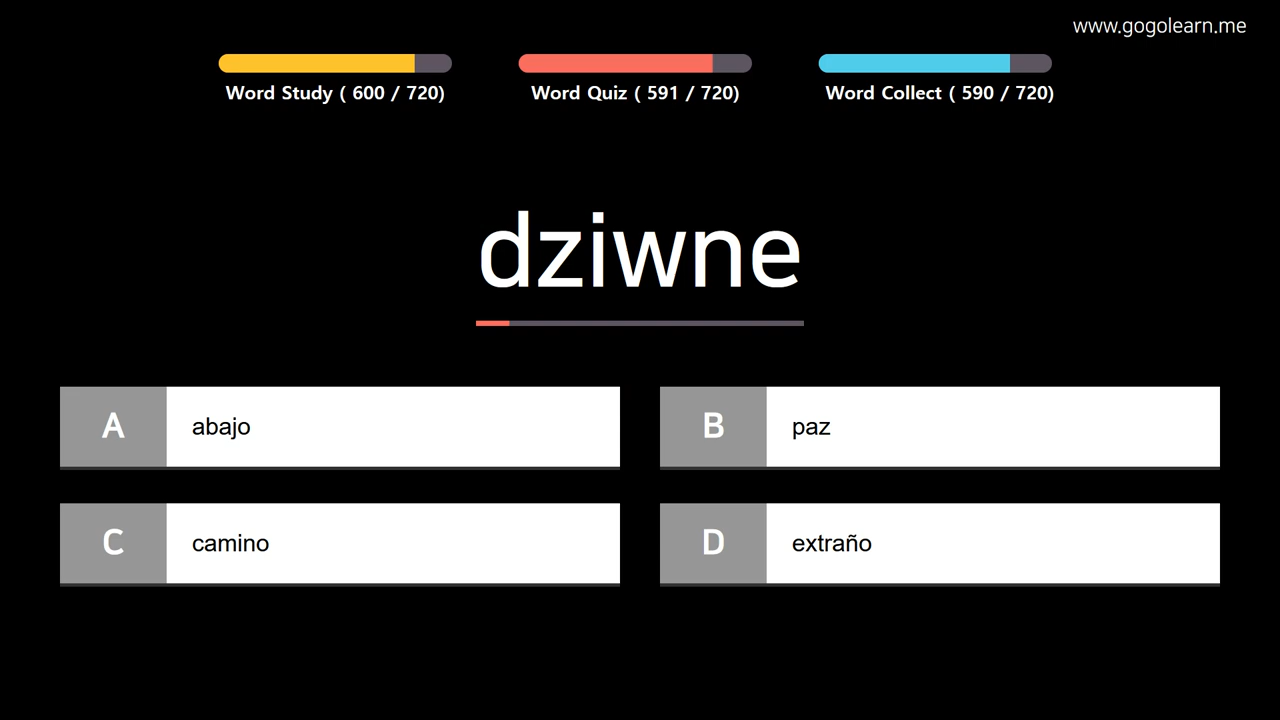 www.gogolearn.me
Word Study ( 600 / 720)
Word Quiz ( 591 / 720)
Word Collect ( 590 / 720)
dziwne
A abajo
B paz
C camino
D extraño